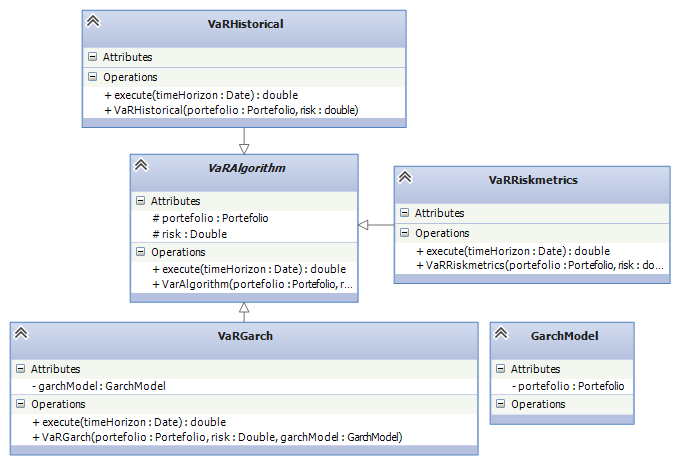 VaRHistorical
Attributes
Operations
+ execute(timeHorizon : Date) : double
+ VaRHistorical(portefolio : Portefolio, risk : double)
VaRAlgorithm
Attributes
# portefolio : Portefolio
# risk : Double
Operations
+ execute(timeHorizon : Date) : double
+ VarAlgorithm(portefolio : Portefolio, r...
VaRRiskmetrics
Attributes
Operations
+ execute(timeHorizon : Date) : double
+ VaRRiskmetrics(portefolio : Portefolio, risk : do...
VaRGarch
Attributes
- garchModel : GarchModel
Operations
+ execute(timeHorizon : Date) : double
+ VaRGarch(portefolio : Portefolio, risk : Double, garchModel : GarchModel)
GarchModel
Attributes
- portefolio : Portefolio
Operations